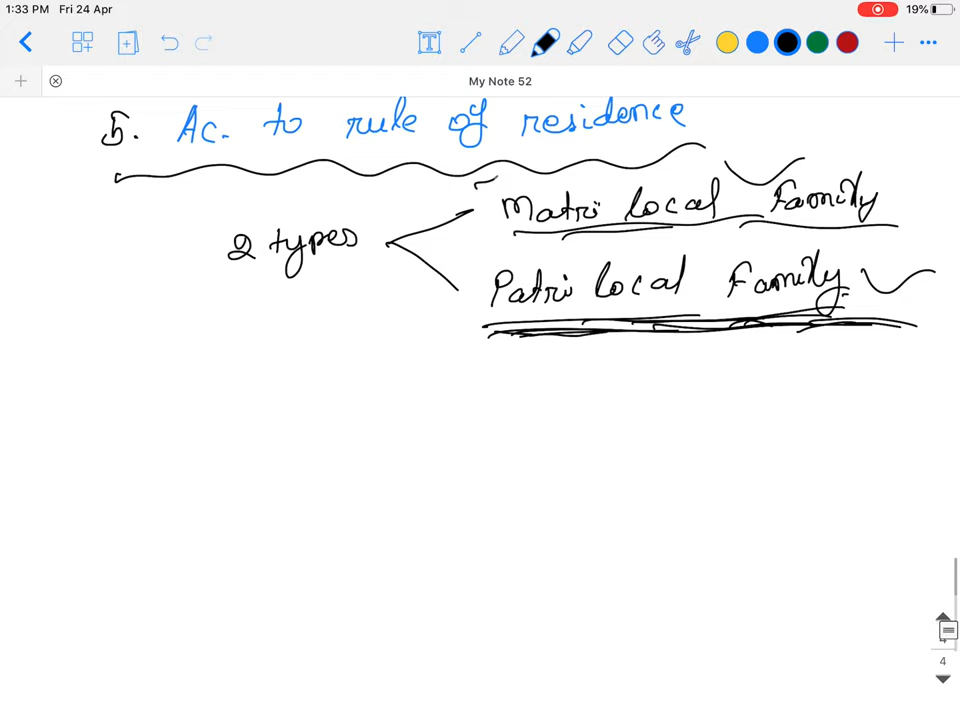 1:33 PM Fri 24 Apr
19%
My Note 52
5. Ac. to rule of residence
Matri local Family
2 types
Patri local Family
4
4